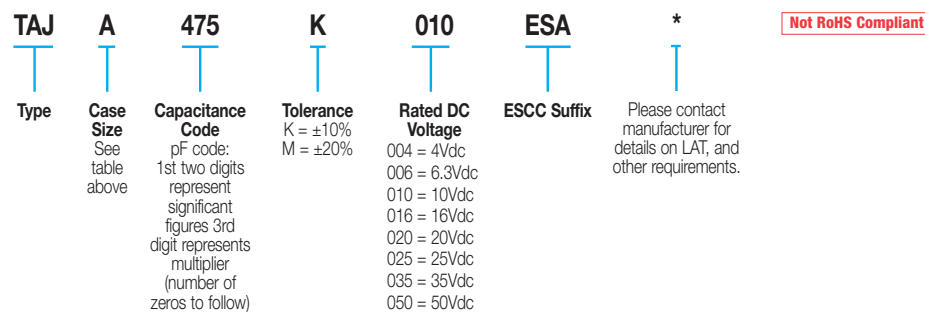 TAJ A 475 K 010 ESA * Not RoHS Compliant
Type
Case
Size
See
table
above
Capacitance
Code
pF code:
1st two digits
represent
significant
figures 3rd
digit represents
multiplier
(number of
zeros to follow)
Tolerance
K = ±10%
M = ±20%
Rated DC
Voltage
004 = 4Vdc
006 = 6.3Vdc
010 = 10Vdc
016 = 16Vdc
020 = 20Vdc
025 = 25Vdc
035 = 35Vdc
050 = 50Vdc
ESCC Suffix
Please contact
manufacturer for
details on LAT, and
other requirements.